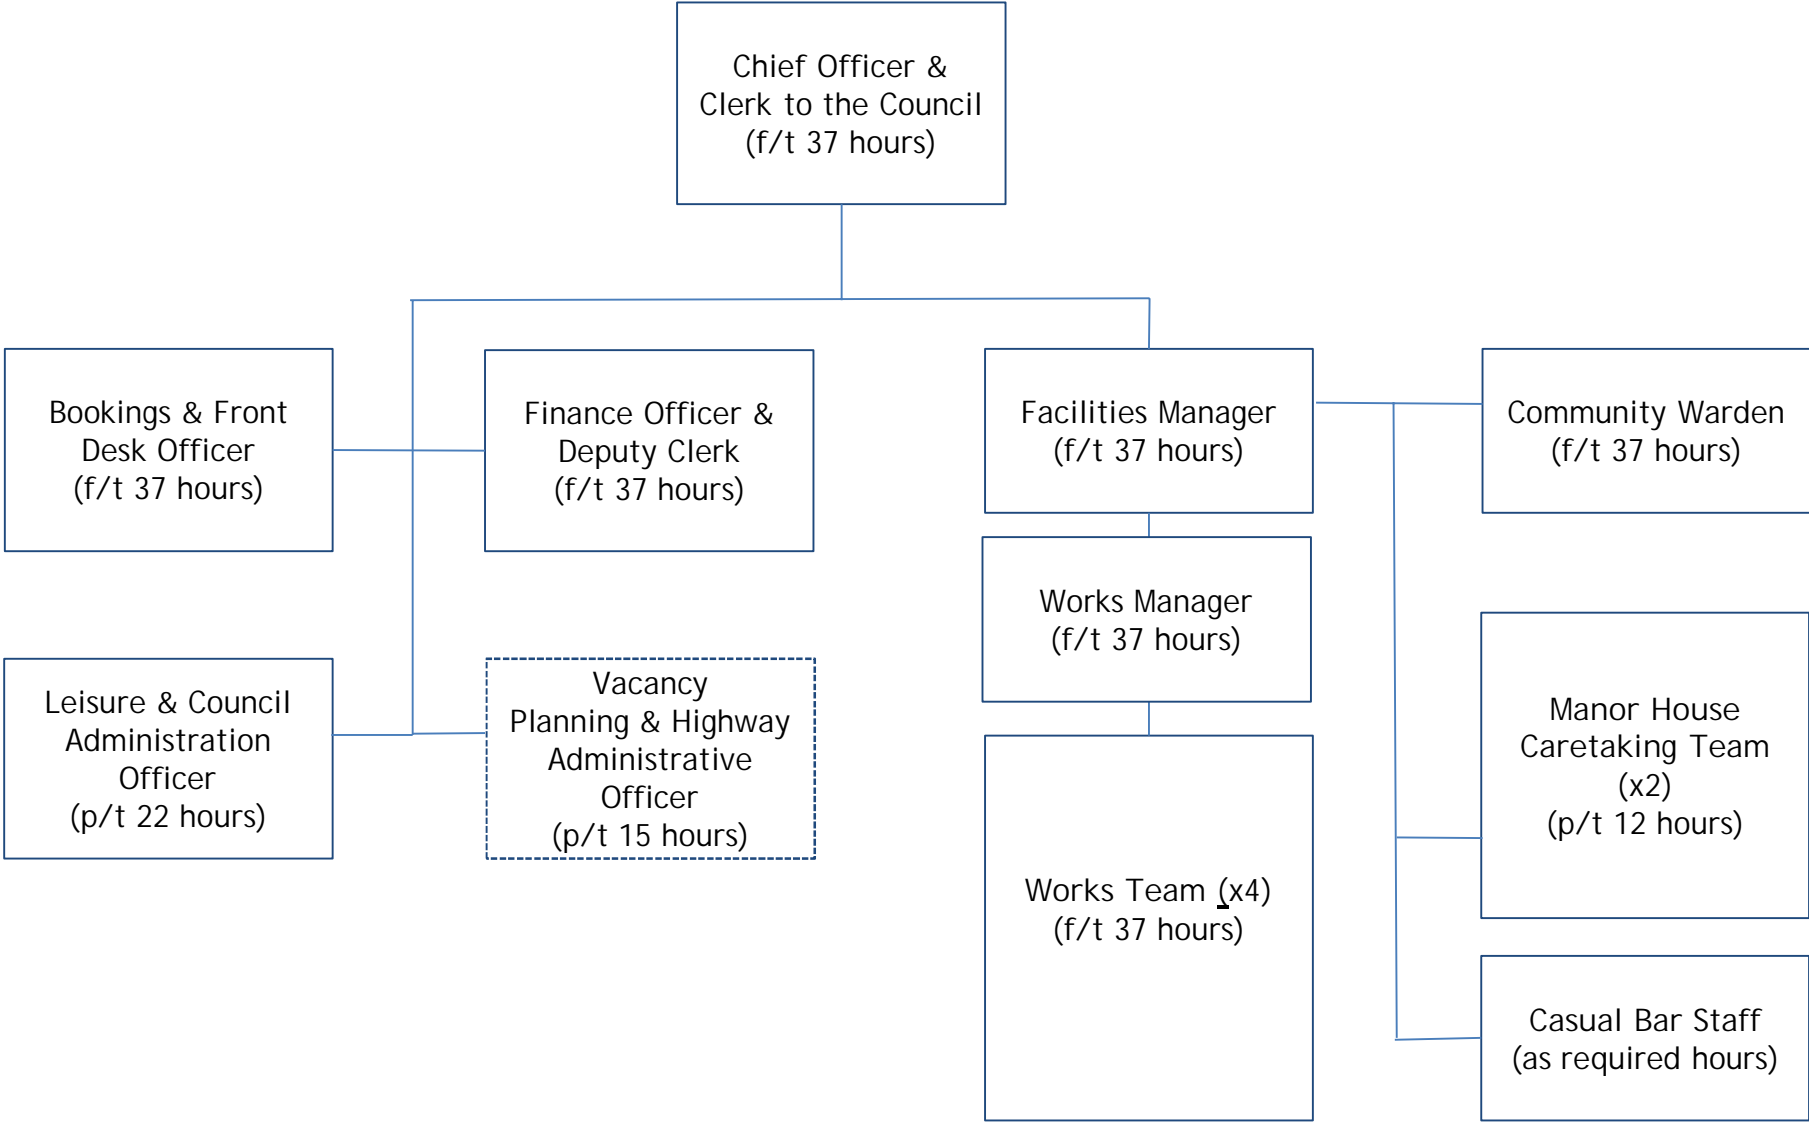 Chief Officer &
Clerk to the Council
(f/t 37 hours)
Bookings & Front
Desk Officer
(f/t 37 hours)
Finance Officer &
Deputy Clerk
(f/t 37 hours)
Facilities Manager
(f/t 37 hours)
Community Warden
(f/t 37 hours)
Works Manager
(f/t 37 hours)
Leisure & Council
Administration
Officer
(p/t 22 hours)
Vacancy
Planning & Highway
Administrative
Officer
(p/t 15 hours)
Manor House
Caretaking Team
(x2)
(p/t 12 hours)
Works Team (x4)
(f/t 37 hours)
Casual Bar Staff
(as required hours)